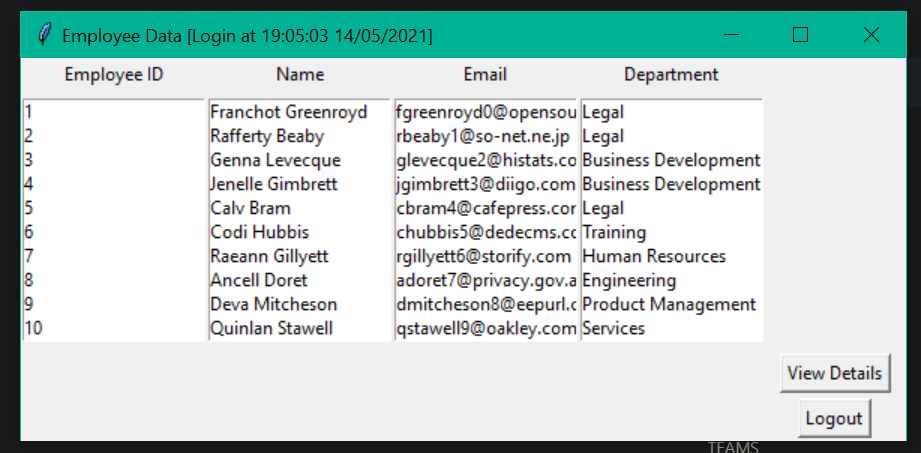 Employee Data [Login at 19:05:03 14/05/2021]
Employee ID Name Email Department
1 Franchot Greenroyd fgreenroyd0@opensou Legal
2 Rafferty Beaby rbeaby1@so-net.ne.jp Legal
3 Genna Levecque glevecque2@histats.co Business Development
4 Jenelle Gimbrett jgimbrett3@diigo.com Business Development
5 Calv Bram cbram4@cafepress.cor Legal
6 Codi Hubbis chubbis5@dedecms.cc Training
7 Raeann Gillyett rgillyett6@storify.com Human Resources
8 Ancell Doret adoret7@privacy.gov.a Engineering
9 Deva Mitcheson dmitcheson8@eepurl.c Product Management
10 Quinlan Stawell qstawell9@oakley.com Services
View Details
Logout
TEAMS